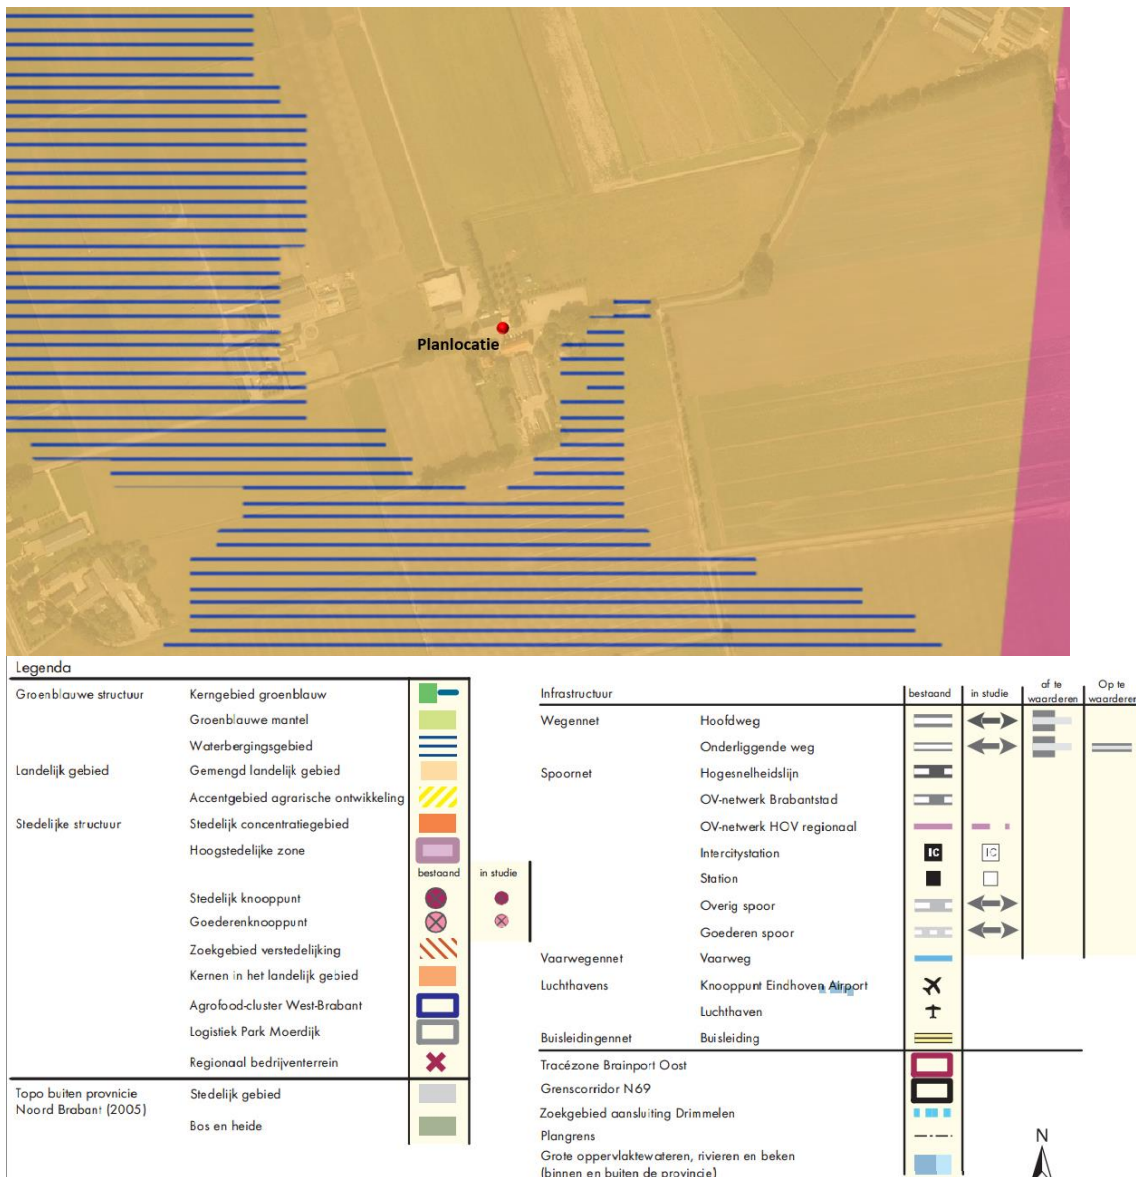 Planlocatie
Legenda
Groenblauwe structuur Kerngebied groenblauw
Groenblauwe mantel
Waterbergingsgebied
Landelijk gebied Gemengd landelijk gebied
Accentgebied agrarische ontwikkeling
Stedelijke structuur Stedelijk concentratiegebied
Hoogstedelijke zone
bestaand in studie
Stedelijk knooppunt
Goederenknooppunt
Zoekgebied verstedelijking
Kernen in het landelijk gebied
Agrofood-cluster West-Brabant
Logistiek Park Moerdijk
Regionaal bedrijventerrein
Topo buiten provnicie Stedelijk gebied
Noord Brabant (2005)
Bos en heide
Infrastructuur bestaand in studie af te waarderen Op te waarderen
Wegennet Hoofdweg
Onderliggende weg
Spoornet Hogesnelheidslijn
OV-netwerk Brabantstad
OV-netwerk HOV regionaal
Intercitystation IC IC
Station
Overig spoor
Goederen spoor
Vaarwegennet Vaarweg
Luchthavens Knooppunt Eindhoven Airport
Luchthaven
Buisleidingennet Buisleiding
Tracézone Brainport Oost
Grenscorridor N69
Zoekgebied aansluiting Drimmelen
Plangrens
N
Grote oppervlaktewateren, rivieren en beken
(binnen en buiten de provincie)